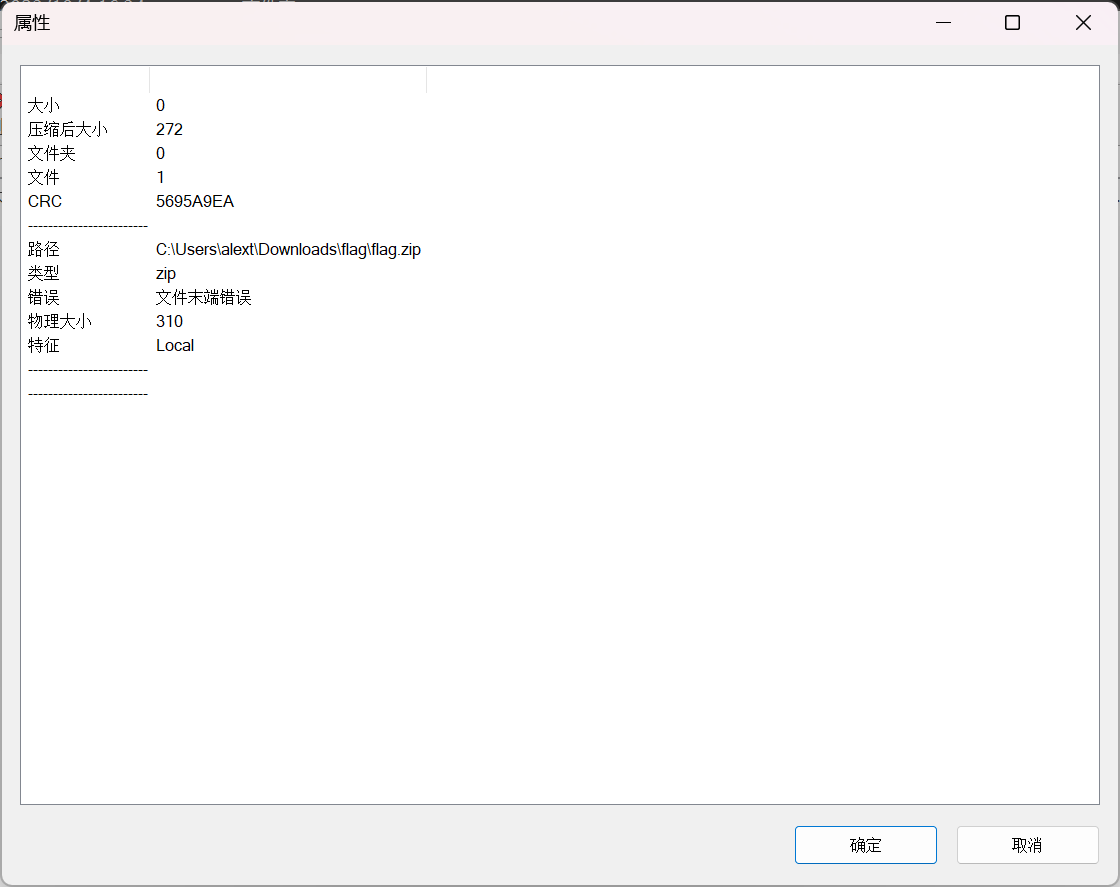 属性
大小 0
压缩后大小 272
文件夹 0
文件 1
CRC 5695A9EA
------------------------
路径 C:\Users\alext\Downloads\flag\flag.zip
类型 zip
错误 文件末端错误
物理大小 310
特征 Local
------------------------
------------------------
确定 取消